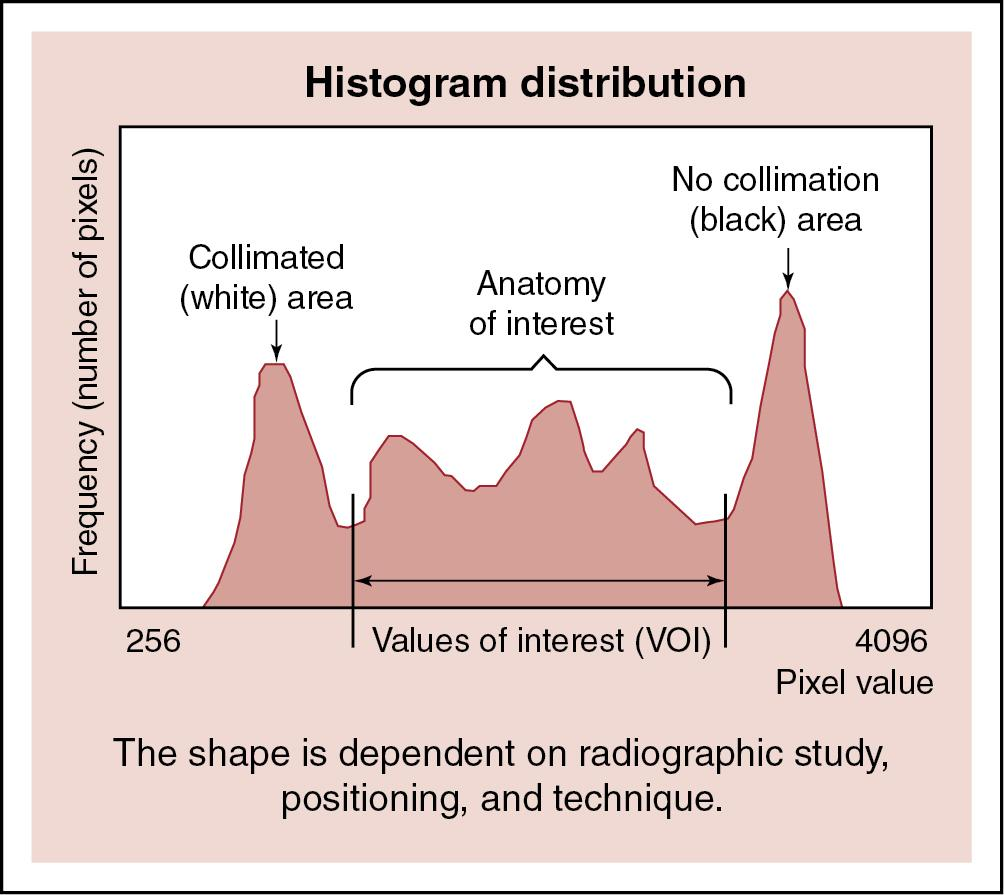 Histogram distribution
Frequency (number of pixels)
No collimation
(black) area
Collimated
(white) area
Anatomy
of interest
256
Values of interest (VOI)
4096
Pixel value
The shape is dependent on radiographic study,
positioning, and technique.